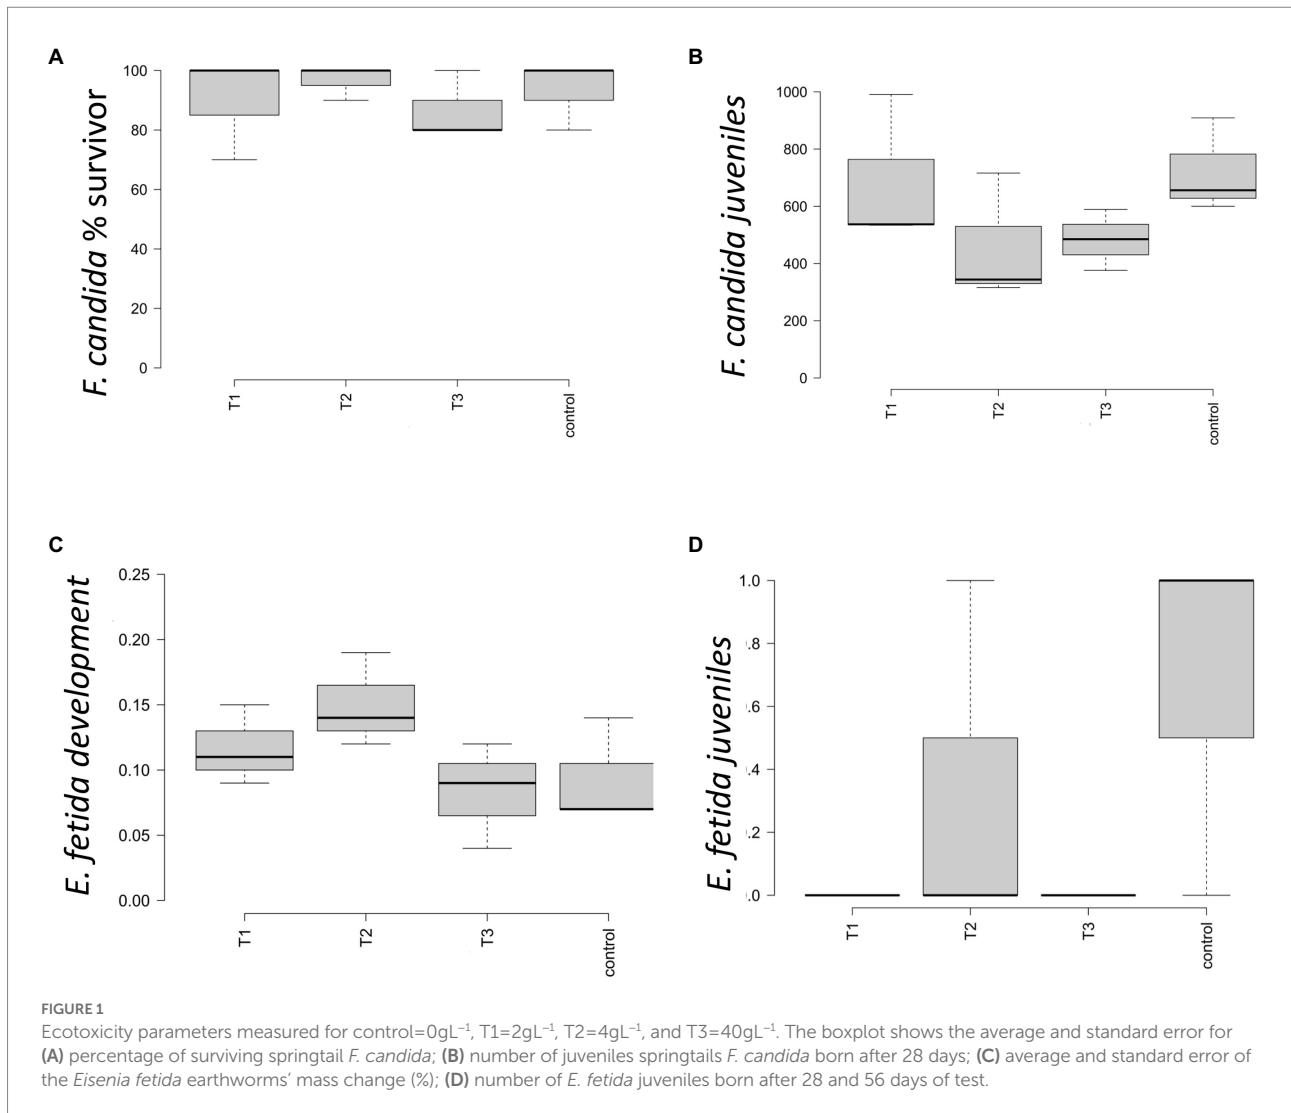 A
F. candida % survivor
100
80
60
40
20
0
T1
T2
T3
control
B
F. candida juveniles
1000
800
600
400
200
0
T1
T2
T3
control
C
E. fetida development
0.25
0.20
0.15
0.10
0.05
0.00
T1
T2
T3
control
D
E. fetida juveniles
1.0
.8
.6
.4
.2
.0
T1
T2
T3
control
FIGURE 1
Ecotoxicity parameters measured for control=0gL⁻¹, T1=2gL⁻¹, T2=4gL⁻¹, and T3=40gL⁻¹. The boxplot shows the average and standard error for
(A) percentage of surviving springtail F. candida; (B) number of juveniles springtails F. candida born after 28 days; (C) average and standard error of
the Eisenia fetida earthworms’ mass change (%); (D) number of E. fetida juveniles born after 28 and 56 days of test.